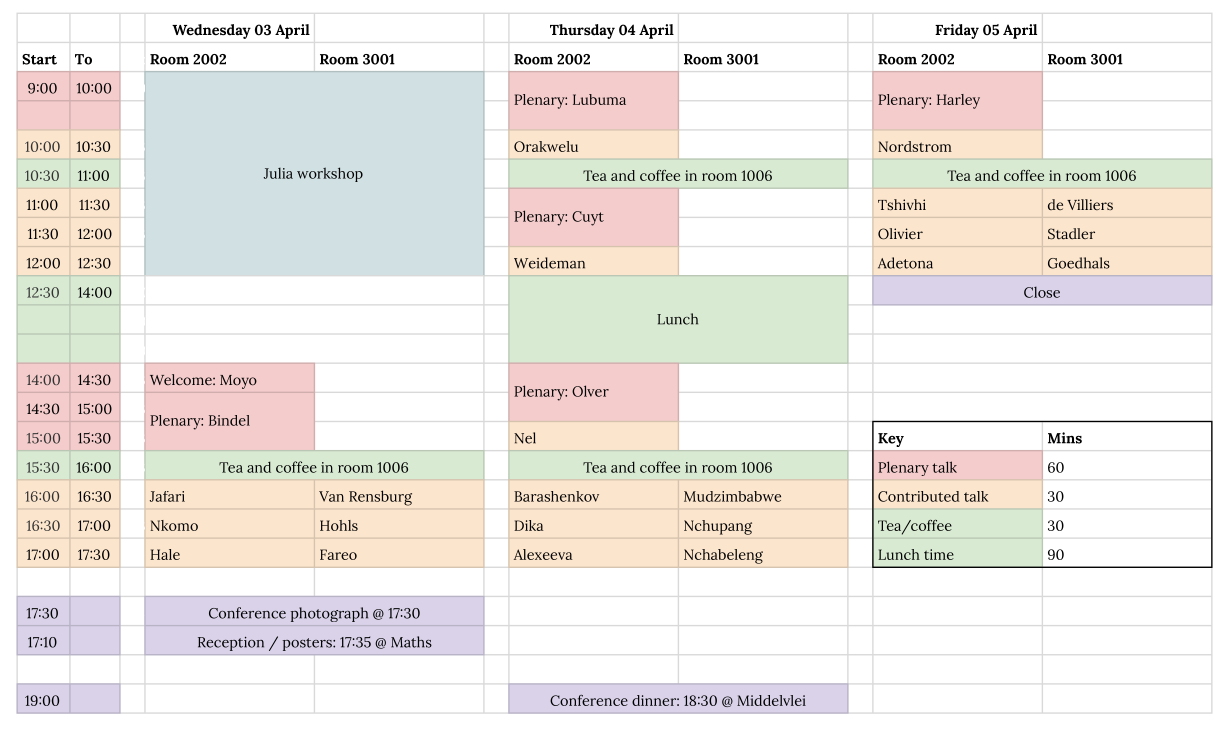 Wednesday 03 April Thursday 04 April Friday 05 April
Start To Room 2002 Room 3001 Room 2002 Room 3001 Room 2002 Room 3001
9:00 10:00 Plenary: Lubuma Plenary: Harley
10:00 10:30 Orakwelu Nordstrom
10:30 11:00 Julia workshop Tea and coffee in room 1006 Tea and coffee in room 1006
11:00 11:30 Plenary: Cuyt Tshivhi de Villiers
11:30 12:00 Olivier Stadler
12:00 12:30 Weideman Adetona Goedhals
12:30 14:00 Close
Lunch
14:00 14:30 Welcome: Moyo Plenary: Olver
14:30 15:00 Plenary: Bindel
15:00 15:30 Nel Key Mins
15:30 16:00 Tea and coffee in room 1006 Tea and coffee in room 1006 Plenary talk 60
16:00 16:30 Jafari Van Rensburg Barashenkov Mudzimbabwe Contributed talk 30
16:30 17:00 Nkomo Hohls Dika Nchupang Tea/coffee 30
17:00 17:30 Hale Fareo Alexeeva Nchabeleng Lunch time 90
17:30 Conference photograph @ 17:30
17:10 Reception / posters: 17:35 @ Maths
19:00 Conference dinner: 18:30 @ Middelvlei